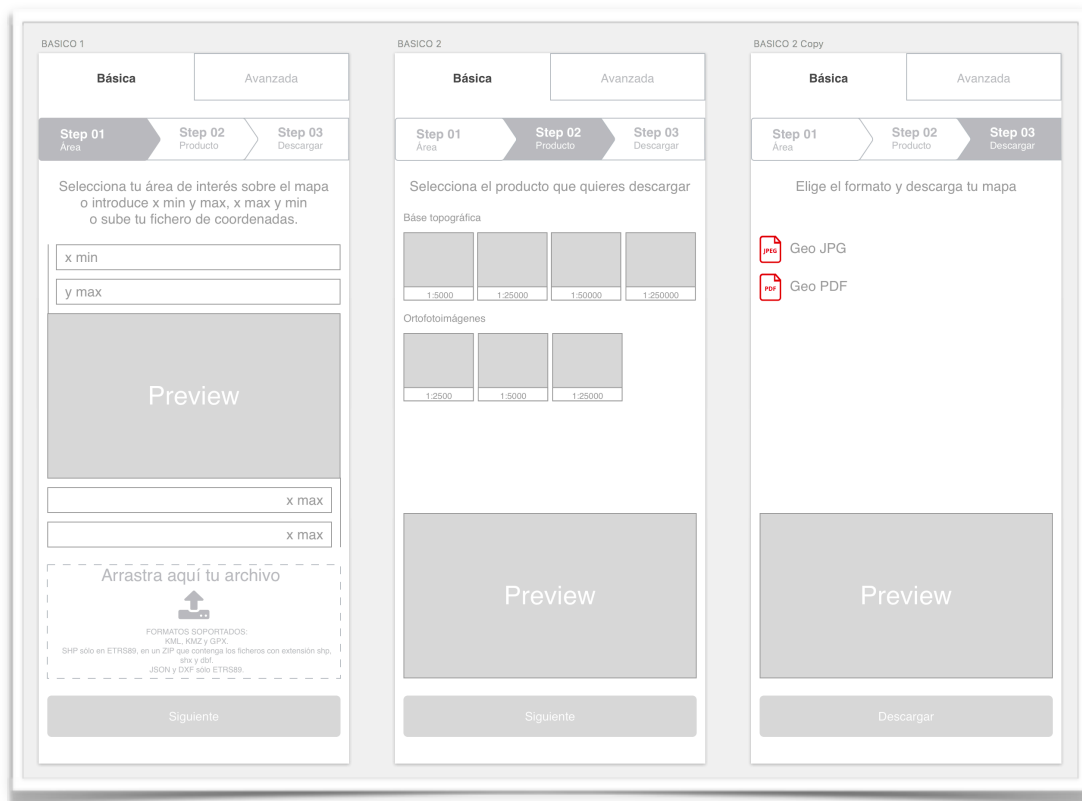 BASICO 1
Básica
Avanzada
Step 01
Área
Step 02
Producto
Step 03
Descargar
Selecciona tu área de interés sobre el mapa
o introduce x min y max, x max y min
o sube tu fichero de coordenadas.
x min
y max
Preview
x max
x max
Arrastra aquí tu archivo
FORMATOS SOPORTADOS:
KML, KMZ y GPX.
SHP sólo en ETRS89, en un ZIP que contenga los ficheros con extensión shp,
shx y dbf.
JSON y DXF sólo ETRS89.
Siguiente
BASICO 2
Básica
Avanzada
Step 01
Área
Step 02
Producto
Step 03
Descargar
Selecciona el producto que quieres descargar
Báse topográfica
1:5000
1:25000
1:50000
1:250000
Ortofotoimágenes
1:2500
1:5000
1:25000
Preview
Siguiente
BASICO 2 Copy
Básica
Avanzada
Step 01
Área
Step 02
Producto
Step 03
Descargar
Elige el formato y descarga tu mapa
JPEG
Geo JPG
PDF
Geo PDF
Preview
Descargar